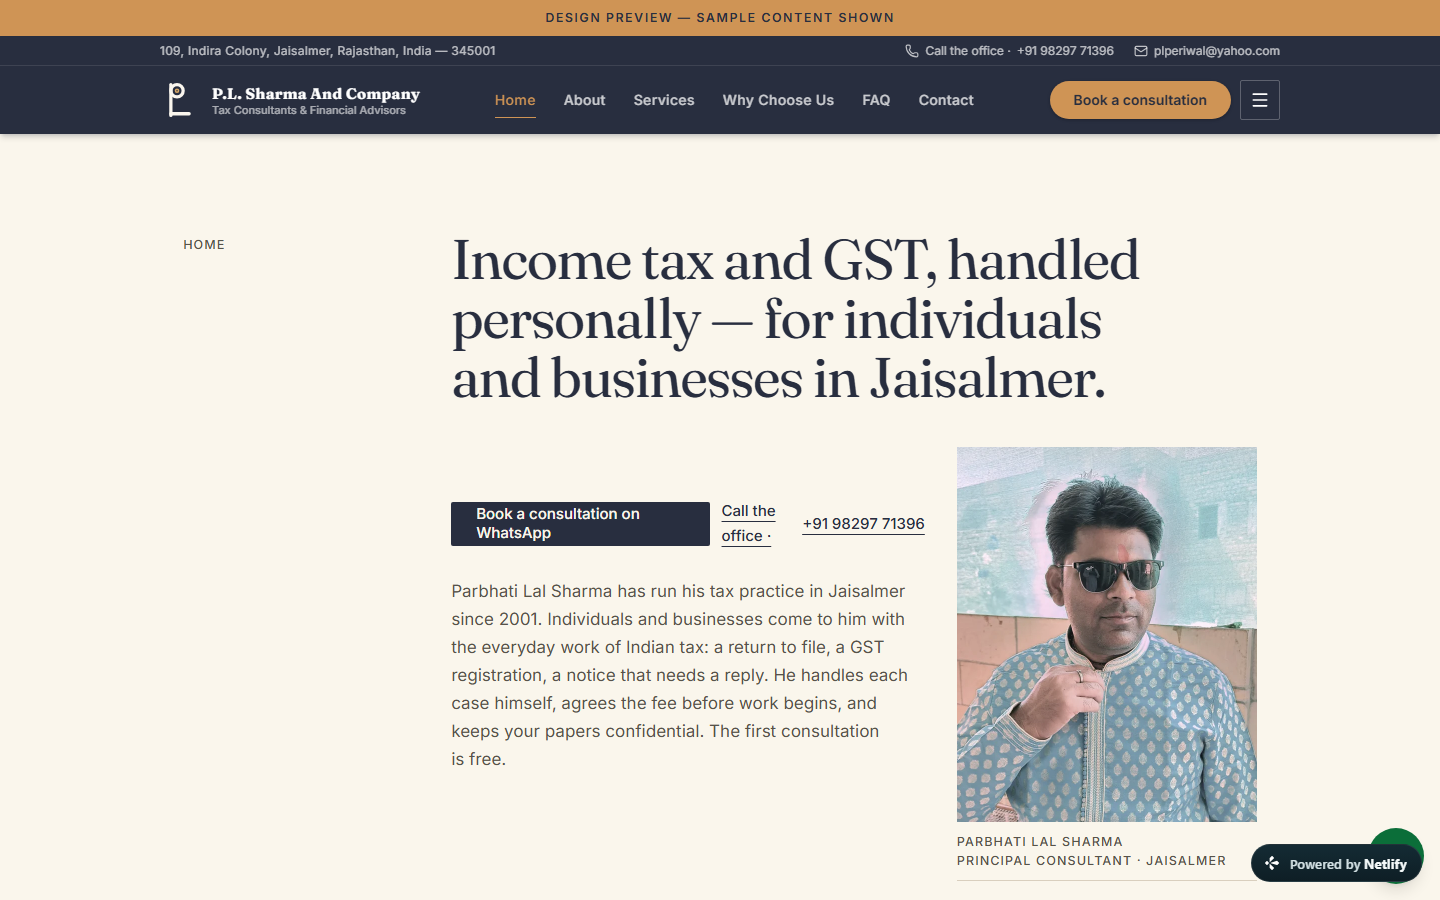 DESIGN PREVIEW — SAMPLE CONTENT SHOWN
109, Indira Colony, Jaisalmer, Rajasthan, India — 345001
Call the office · +91 98297 71396
plperiwal@yahoo.com
P.L. Sharma And Company
Tax Consultants & Financial Advisors
Home
About
Services
Why Choose Us
FAQ
Contact
Book a consultation
HOME
Income tax and GST, handled
personally — for individuals
and businesses in Jaisalmer.
Book a consultation on
WhatsApp
Call the
office ·
+91 98297 71396
Parbhati Lal Sharma has run his tax practice in Jaisalmer
since 2001. Individuals and businesses come to him with
the everyday work of Indian tax: a return to file, a GST
registration, a notice that needs a reply. He handles each
case himself, agrees the fee before work begins, and
keeps your papers confidential. The first consultation
is free.
PARBHATI LAL SHARMA
PRINCIPAL CONSULTANT · JAISALMER
Powered by Netlify